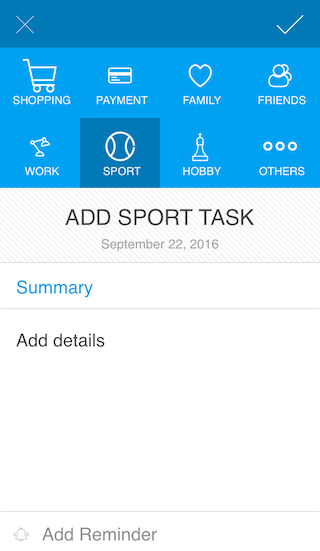 SHOPPING PAYMENT FAMILY FRIENDS
WORK SPORT HOBBY OTHERS
ADD SPORT TASK
September 22, 2016
Summary
Add details
Add Reminder